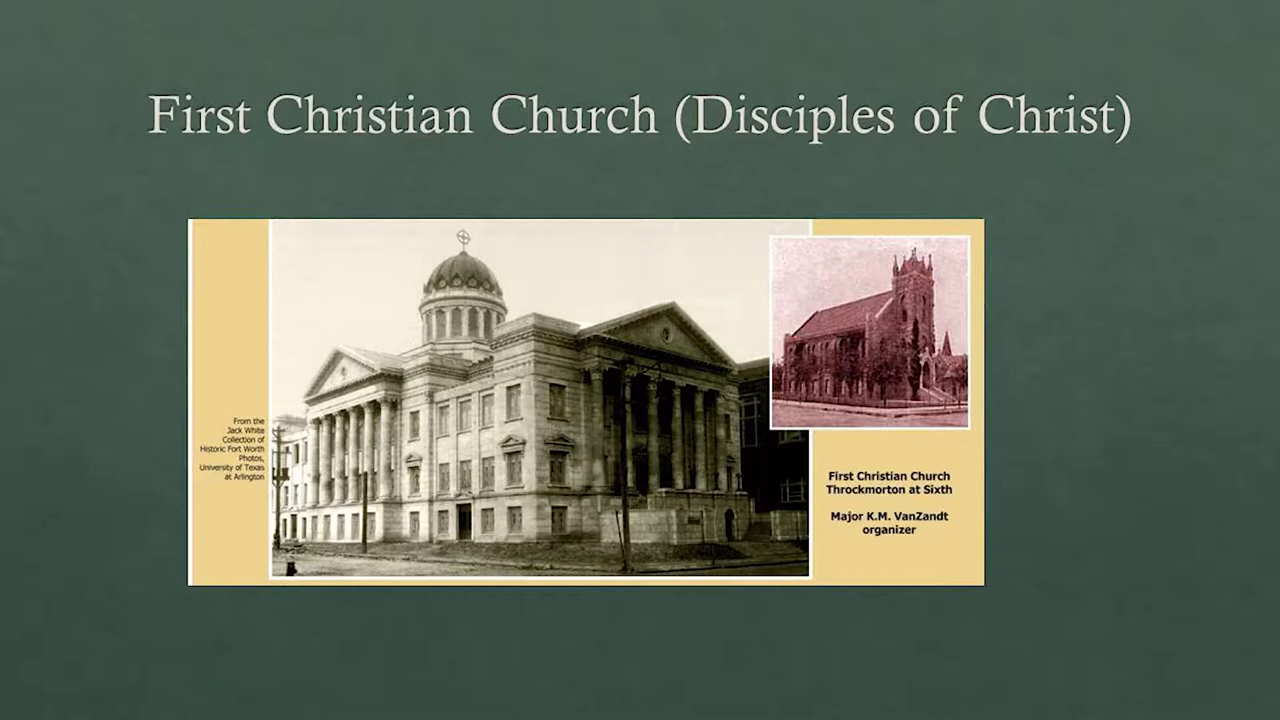 First Christian Church (Disciples of Christ)
From the
Jack White
Collection of
Historic Fort Worth
Photos,
University of Texas
at Arlington
First Christian Church
Throckmorton at Sixth
Major K.M. VanZandt
organizer